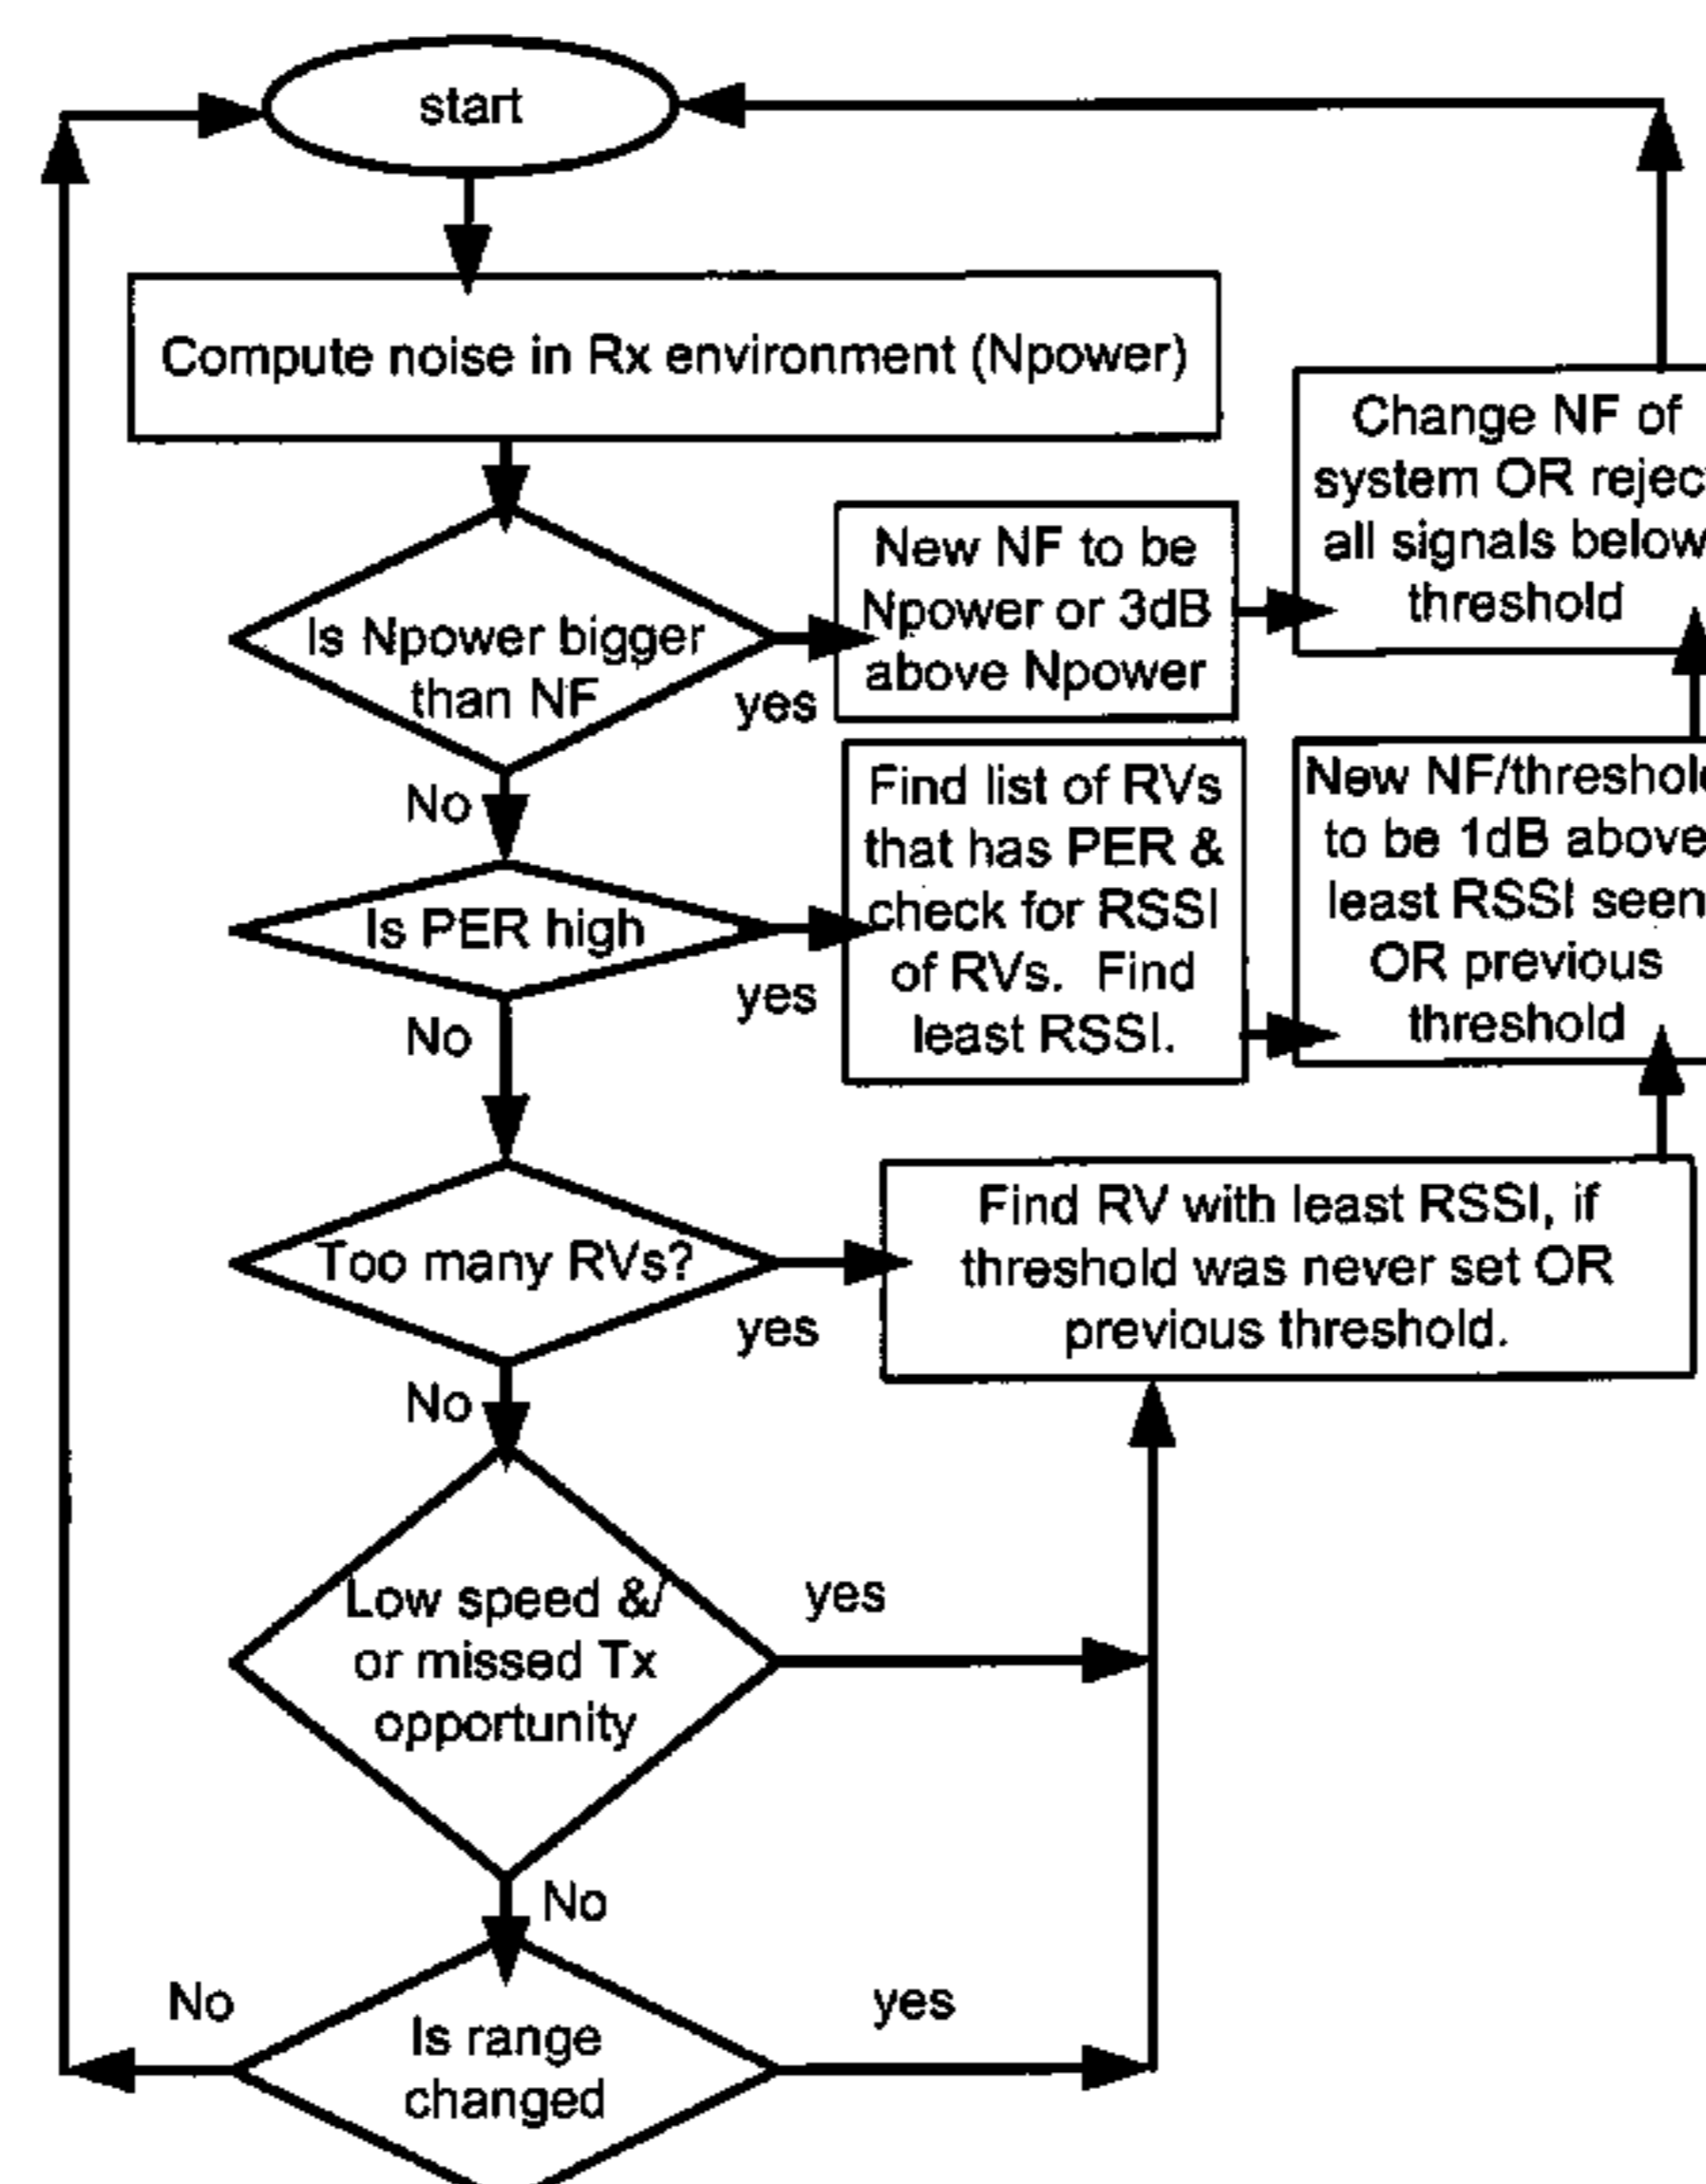 start
Compute noise in Rx environment (Npower)
Is Npower bigger
than NF
yes
New NF to be
Npower or 3dB
above Npower
Change NF of
system OR
all signals below
threshold
No
Is PER high
yes
Find list of RVs
that has PER &
check for RSSI
of RVs. Find
least RSSI.
New
to be 1dB above
least RSSI seen
OR previous
threshold
No
Too many RVs?
yes
Find RV with least RSSI, if
threshold was never set OR
previous threshold.
No
Low speed &/
or missed Tx
opportunity
yes
No
Is range
changed
No
yes